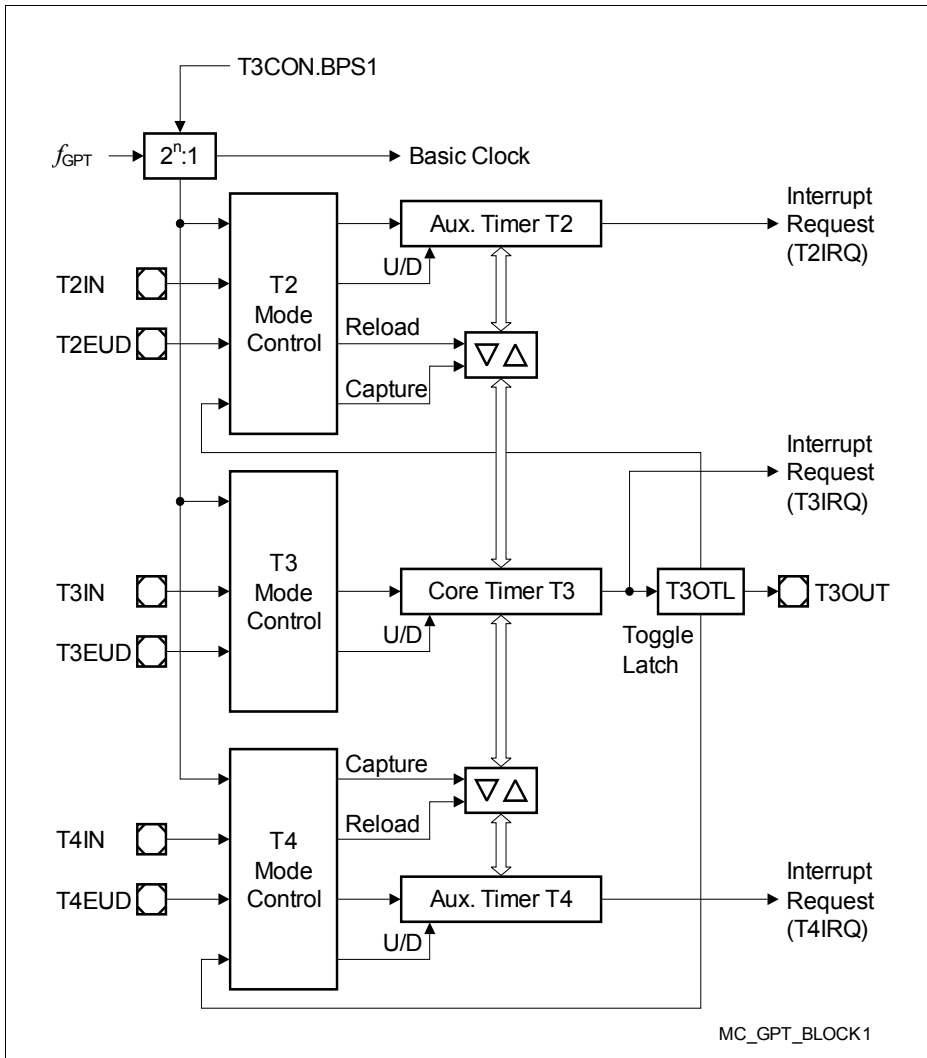 T3CON.BPS1
fGPT
2ⁿ:1
Basic Clock
Aux. Timer T2
Interrupt
Request
(T2IRQ)
U/D
T2IN
T2
Mode
Control
T2EUD
Reload
Capture
Interrupt
Request
(T3IRQ)
T3
Mode
Control
T3IN
Core Timer T3
T3OTL
T3OUT
U/D
T3EUD
Toggle
Latch
Capture
T4IN
Reload
T4
Mode
Control
T4EUD
Aux. Timer T4
Interrupt
Request
(T4IRQ)
U/D
MC_GPT_BLOCK1